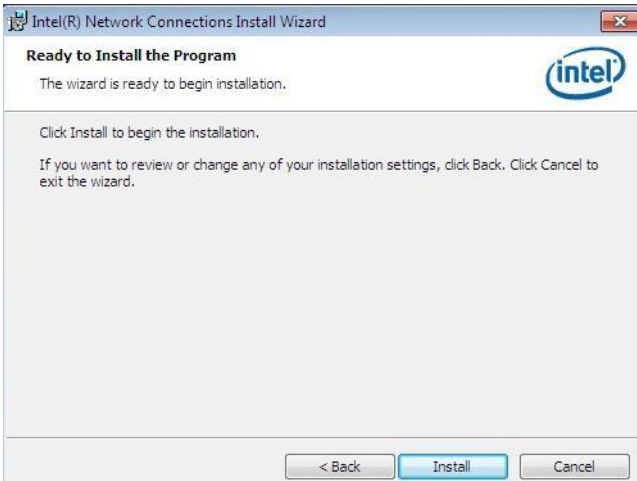 Intel(R) Network Connections Install Wizard
Ready to Install the Program
The wizard is ready to begin installation.
intel
Click Install to begin the installation.
If you want to review or change any of your installation settings, click Back. Click Cancel to
exit the wizard.
< Back
Install
Cancel